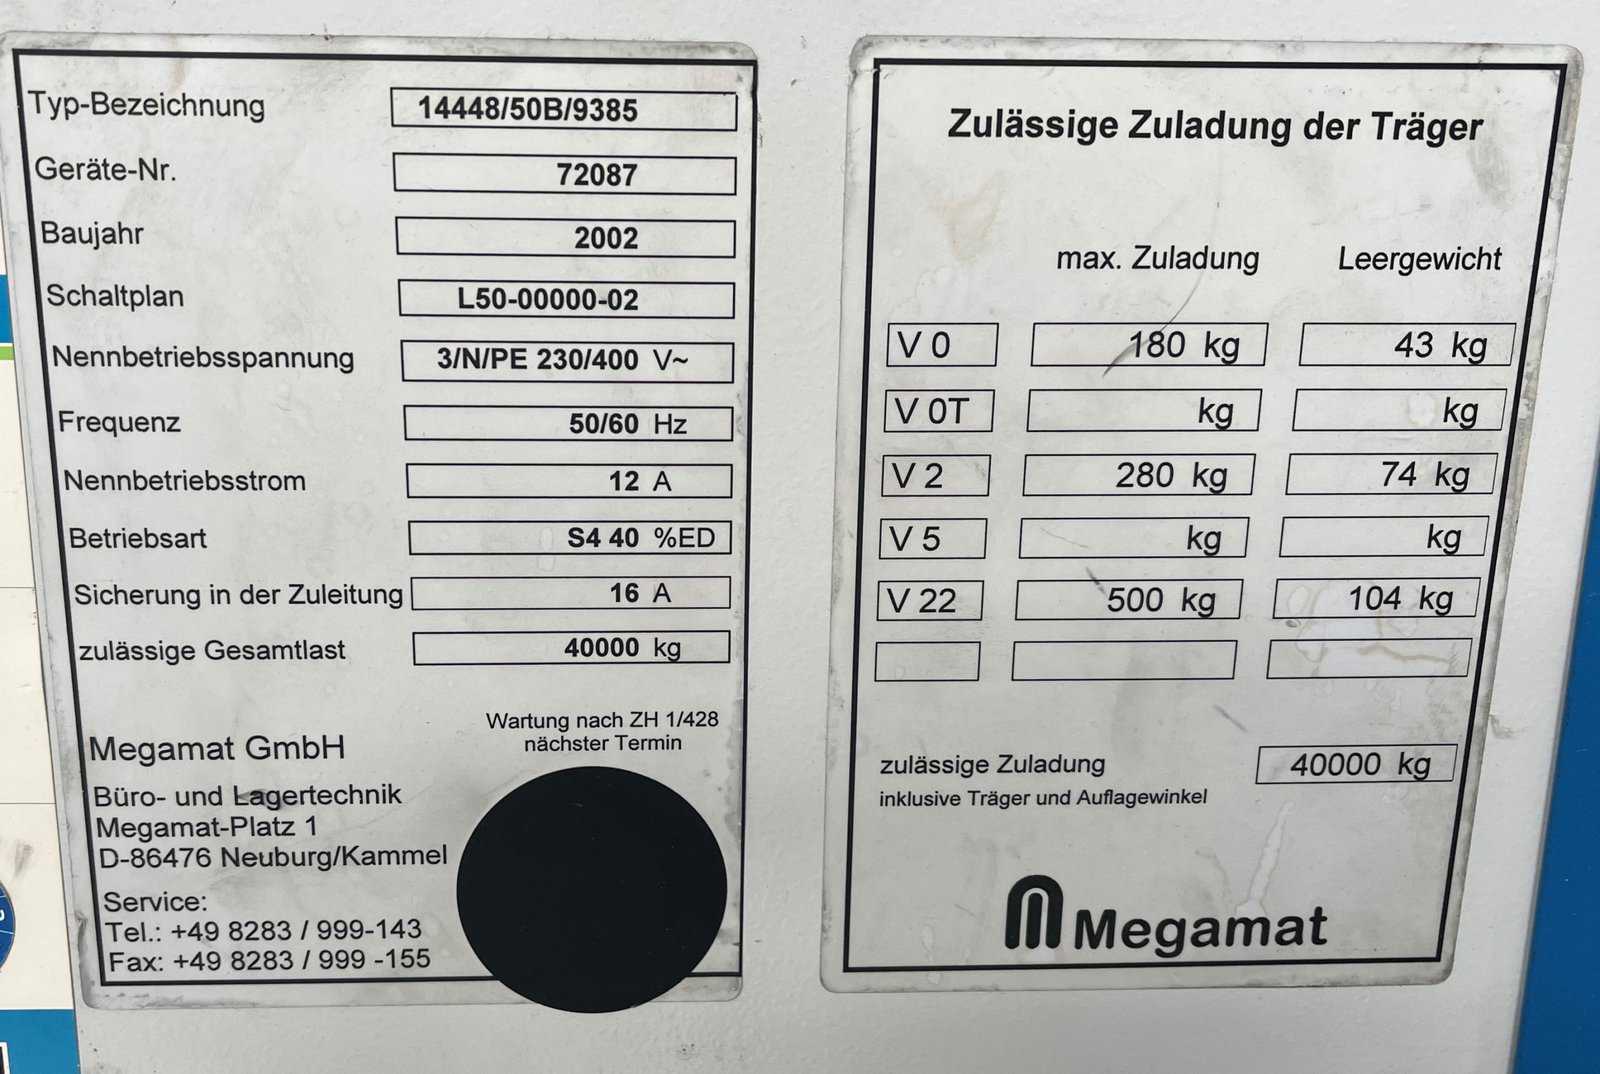 Typ-Bezeichnung 14448/50B/9385
Geräte-Nr. 72087
Baujahr 2002
Schaltplan L50-00000-02
Nennbetriebsspannung 3/N/PE 230/400 V~
Frequenz 50/60 Hz
Nennbetriebsstrom 12 A
Betriebsart S4 40 %ED
Sicherung in der Zuleitung 16 A
zulässige Gesamtlast 40000 kg
Wartung nach ZH 1/428
nächster Termin
Megamat GmbH
Büro- und Lagertechnik
Megamat-Platz 1
D-86476 Neuburg/Kammel
Service:
Tel.: +49 8283 / 999-143
Fax: +49 8283 / 999 -155
Zulässige Zuladung der Träger
max. Zuladung Leergewicht
V 0 180 kg 43 kg
V 0T kg kg
V 2 280 kg 74 kg
V 5 kg kg
V 22 500 kg 104 kg
zulässige Zuladung 40000 kg
inklusive Träger und Auflagewinkel
Megamat